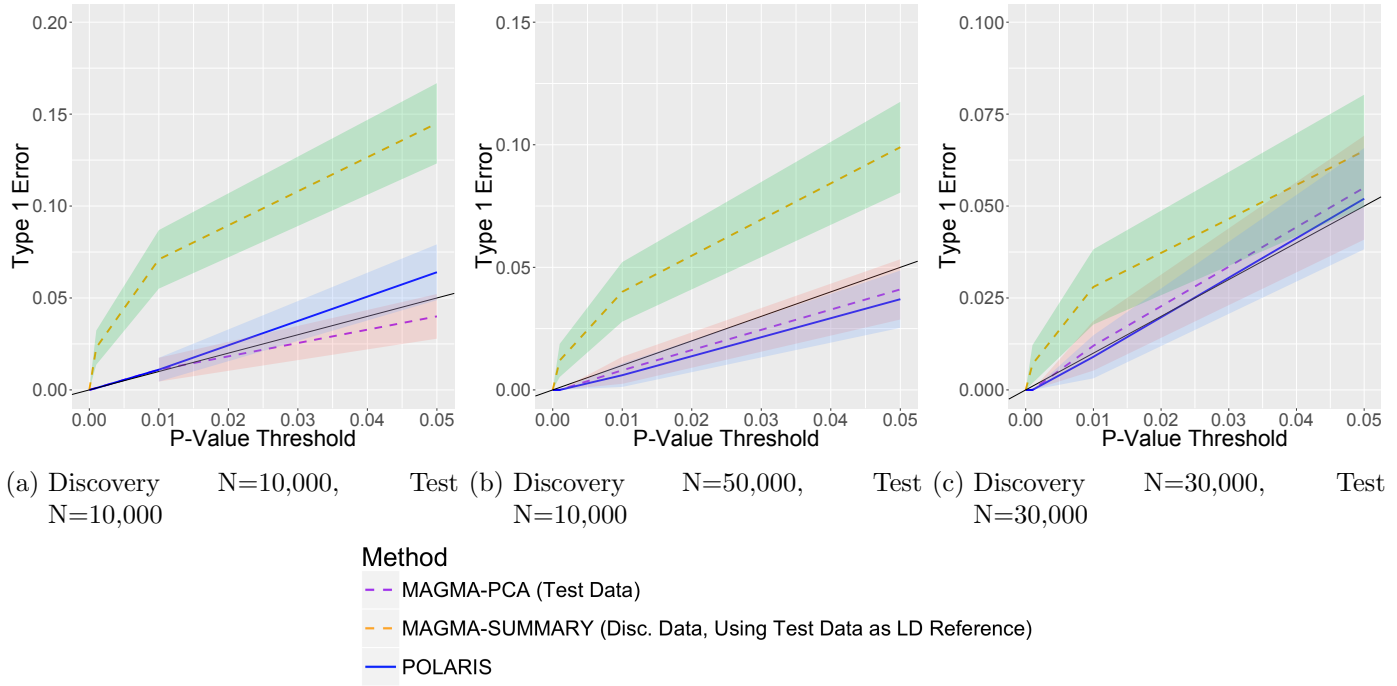 0.20
0.15
0.10
0.05
0.00
Type 1 Error
0.00 0.01 0.02 0.03 0.04 0.05
P-Value Threshold
0.15
0.10
0.05
0.00
Type 1 Error
0.00 0.01 0.02 0.03 0.04 0.05
P-Value Threshold
0.100
0.075
0.050
0.025
0.000
Type 1 Error
0.00 0.01 0.02 0.03 0.04 0.05
P-Value Threshold
(a) Discovery N=10,000, Test
N=10,000
(b) Discovery N=50,000, Test
N=10,000
(c) Discovery N=30,000, Test
N=30,000
Method
MAGMA-PCA (Test Data)
MAGMA-SUMMARY (Disc. Data, Using Test Data as LD Reference)
POLARIS